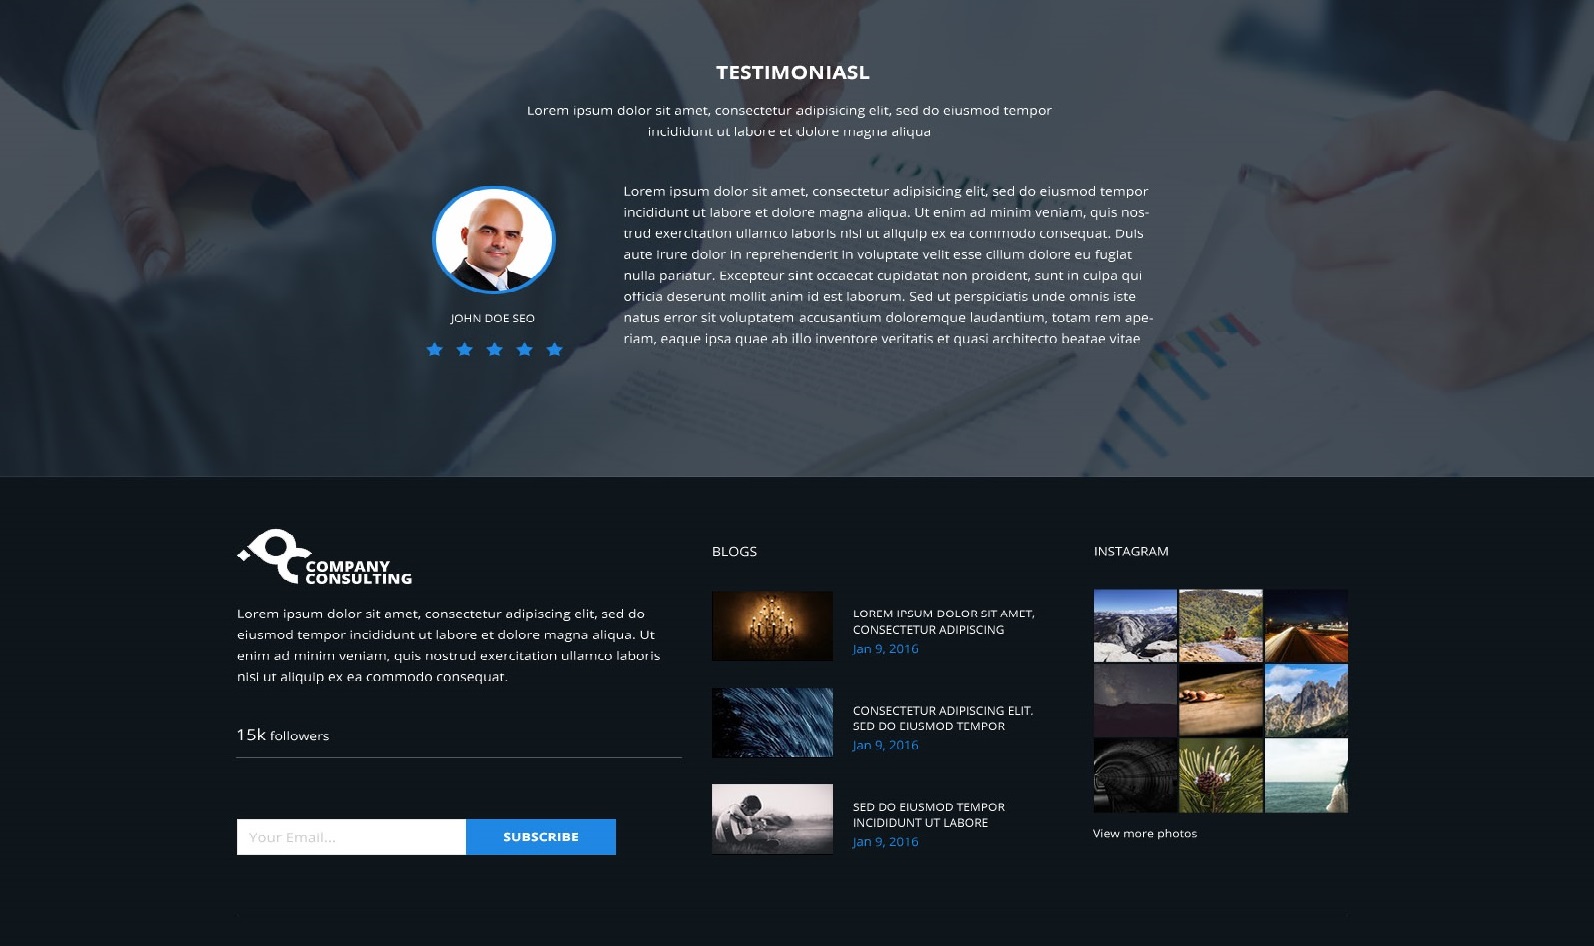 TESTIMONIASL
Lorem ipsum dolor sit amet, consectetur adipisicing elit, sed do eiusmod tempor
incididunt ut labore et dolore magna aliqua
Lorem ipsum dolor sit amet, consectetur adipisicing elit, sed do eiusmod tempor
incididunt ut labore et dolore magna aliqua. Ut enim ad minim veniam, quis nos-
trud exercitation ullamco laboris nisl ut aliquip ex ea commodo consequat. Duis
aute irure dolor in reprehenderit in voluptate velit esse cillum dolore eu fugiat
nulla pariatur. Excepteur sint occaecat cupidatat non proident, sunt in culpa qui
officia deserunt mollit anim id est laborum. Sed ut perspiciatis unde omnis iste
natus error sit voluptatem accusantium doloremque laudantium, totam rem ape-
riam, eaque ipsa quae ab illo inventore veritatis et quasi architecto beatae vitae
JOHN DOE SEO
COMPANY
CONSULTING
Lorem ipsum dolor sit amet, consectetur adipiscing elit, sed do
eiusmod tempor incididunt ut labore et dolore magna aliqua. Ut
enim ad minim veniam, quis nostrud exercitation ullamco laboris
nisl ut aliquip ex ea commodo consequat.
15k followers
Your Email...
SUBSCRIBE
BLOGS
LOREM IPSUM DOLOR SIT AMET,
CONSECTETUR ADIPISCING
Jan 9, 2016
CONSECTETUR ADIPISCING ELIT.
SED DO EIUSMOD TEMPOR
Jan 9, 2016
SED DO EIUSMOD TEMPOR
INCIDIDUNT UT LABORE
Jan 9, 2016
INSTAGRAM
View more photos